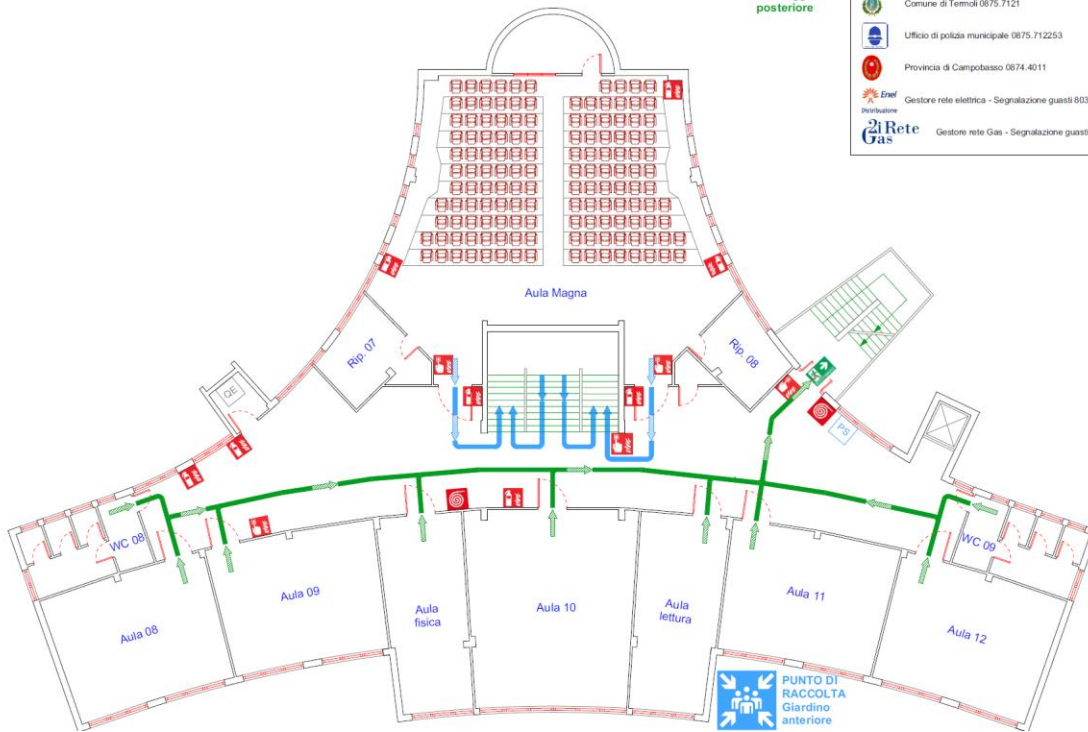 posteriore
Comune di Termoli 0875.7121
Ufficio di polizia municipale 0875.712253
Provincia di Campobasso 0874.4011
Enel
Distribuzione
Gestore rete elettrica - Segnalazione guasti 803
2i Rete
Gas
Gestore rete Gas - Segnalazione guasti
Aula Magna
Rip. 07
Rip. 08
QE
PS
WC 08
WC 09
Aula 08
Aula 09
Aula
fisica
Aula 10
Aula
lettura
Aula 11
Aula 12
PUNTO DI
RACCOLTA
Giardino
anteriore